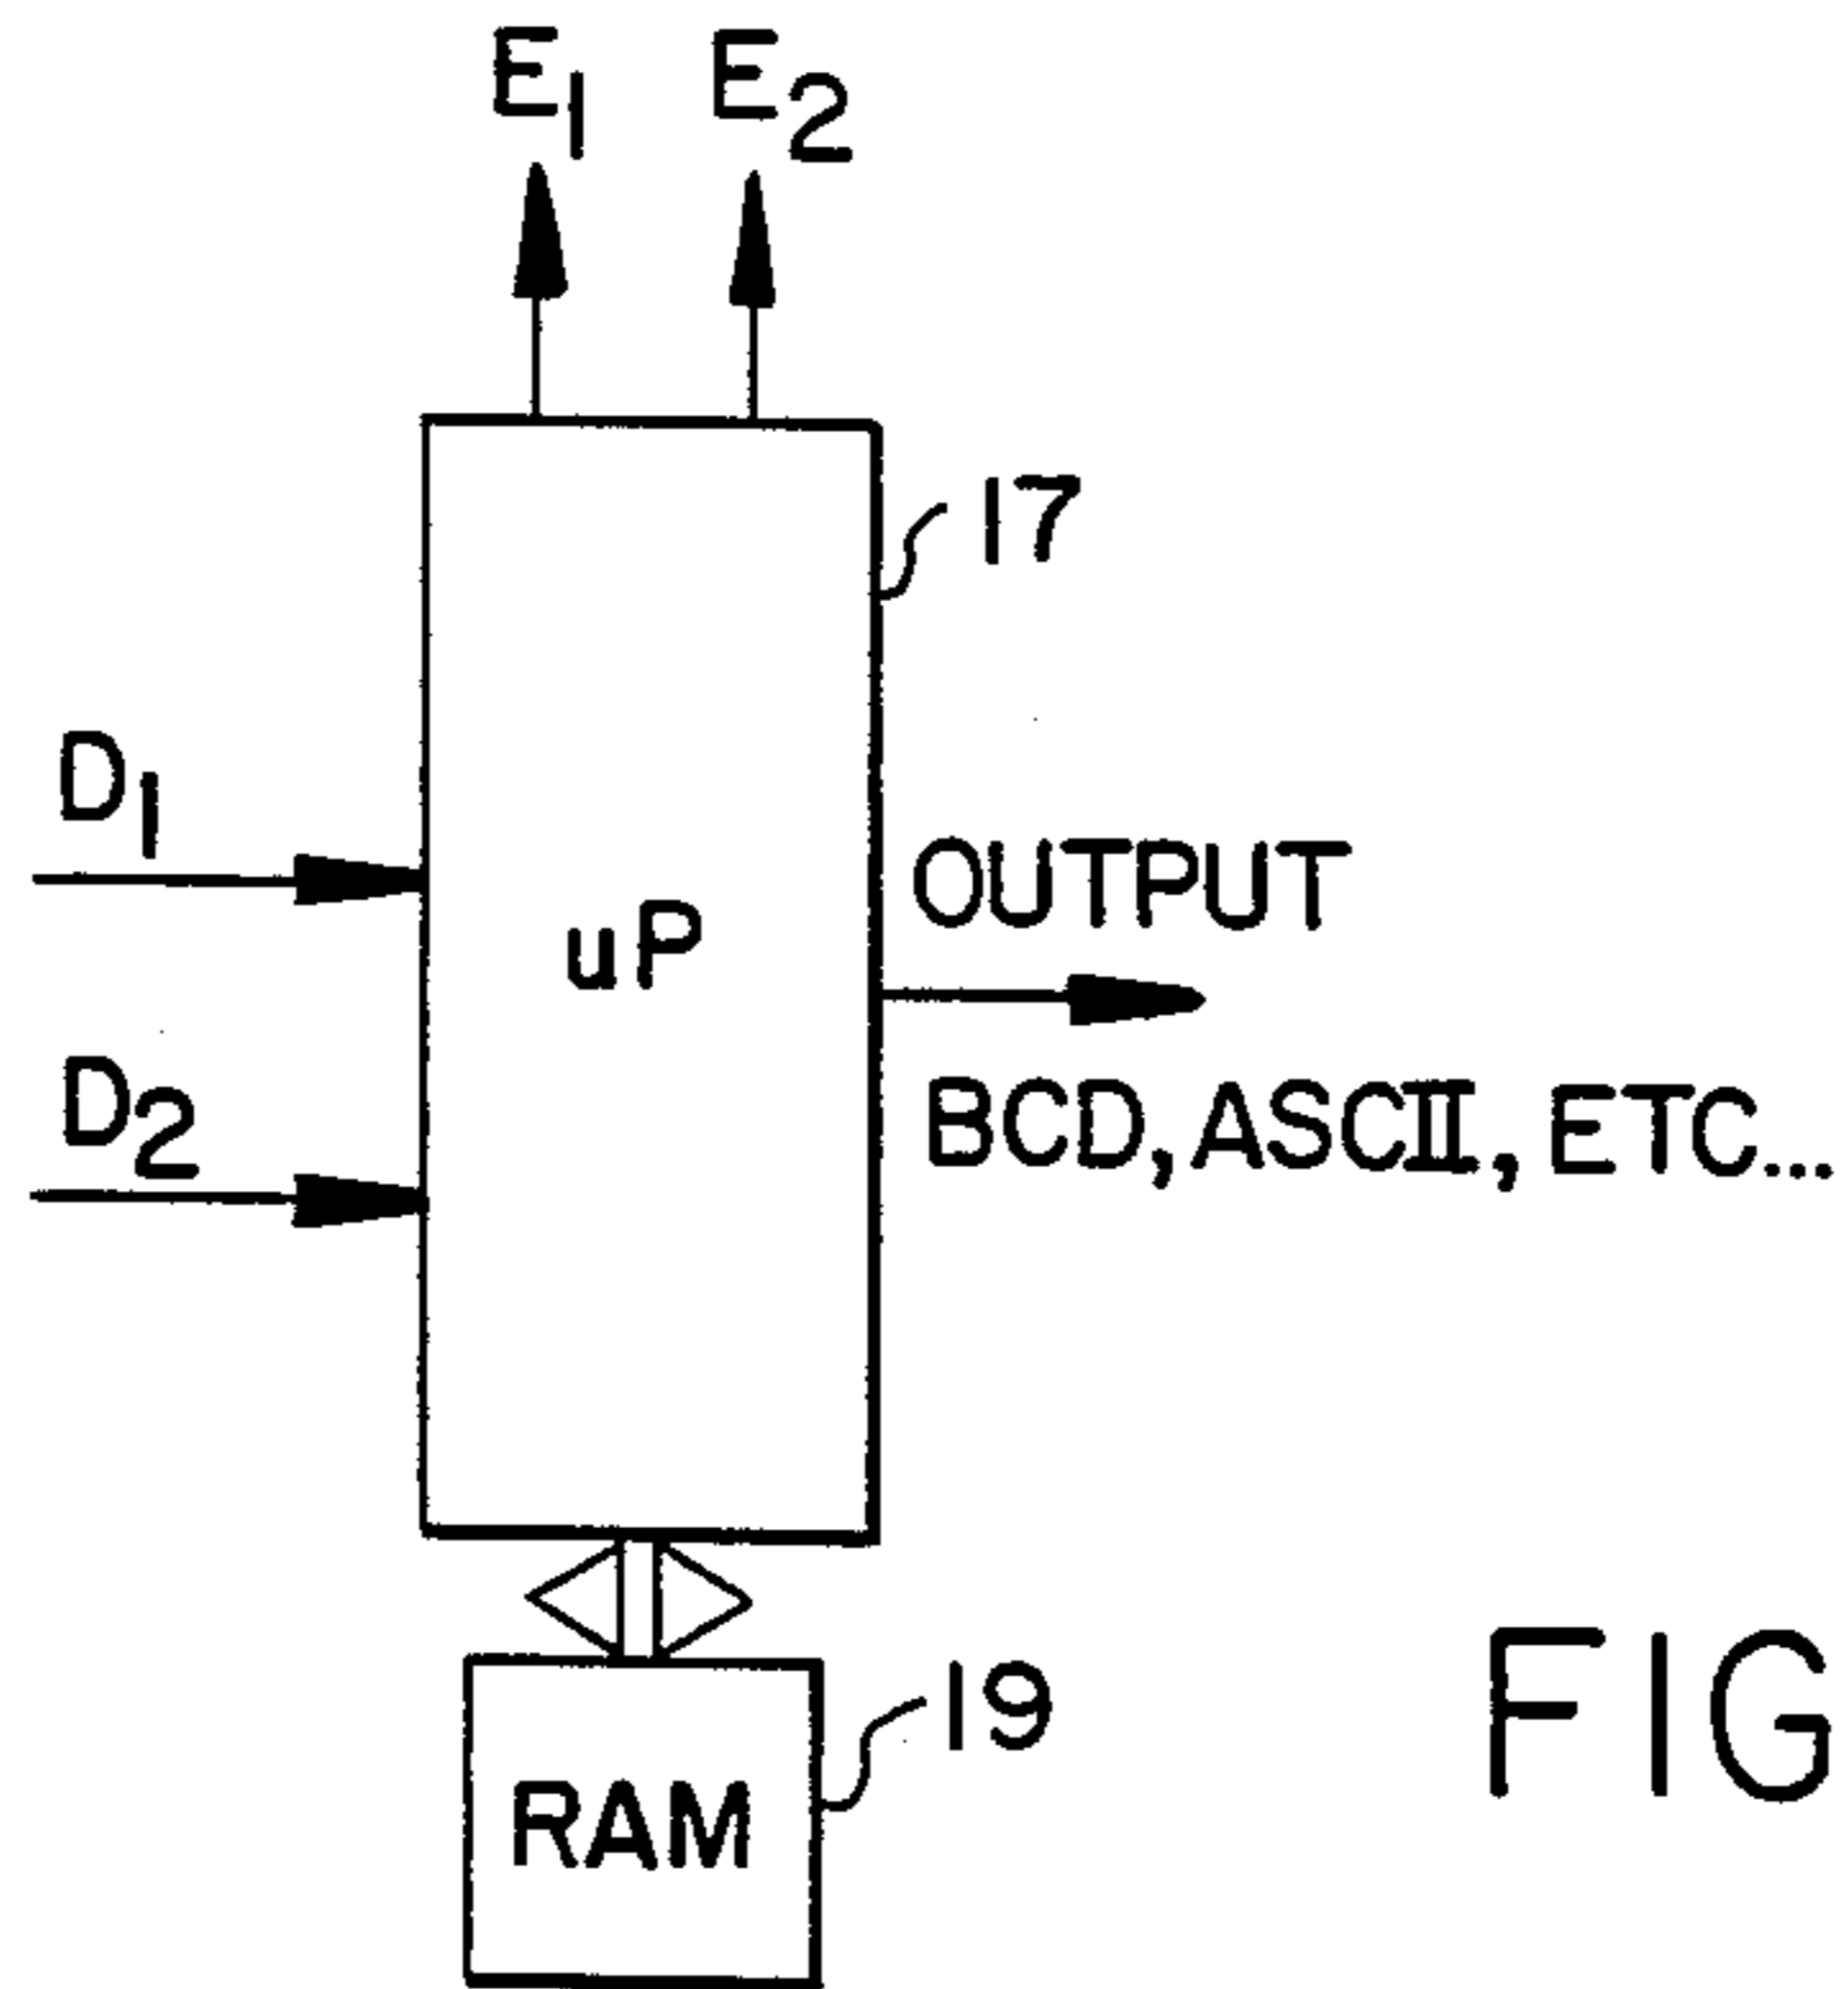 E1 E2
17
D1
OUTPUT
uP
D2
BCD, ASCII, ETC...
19
RAM
FIG